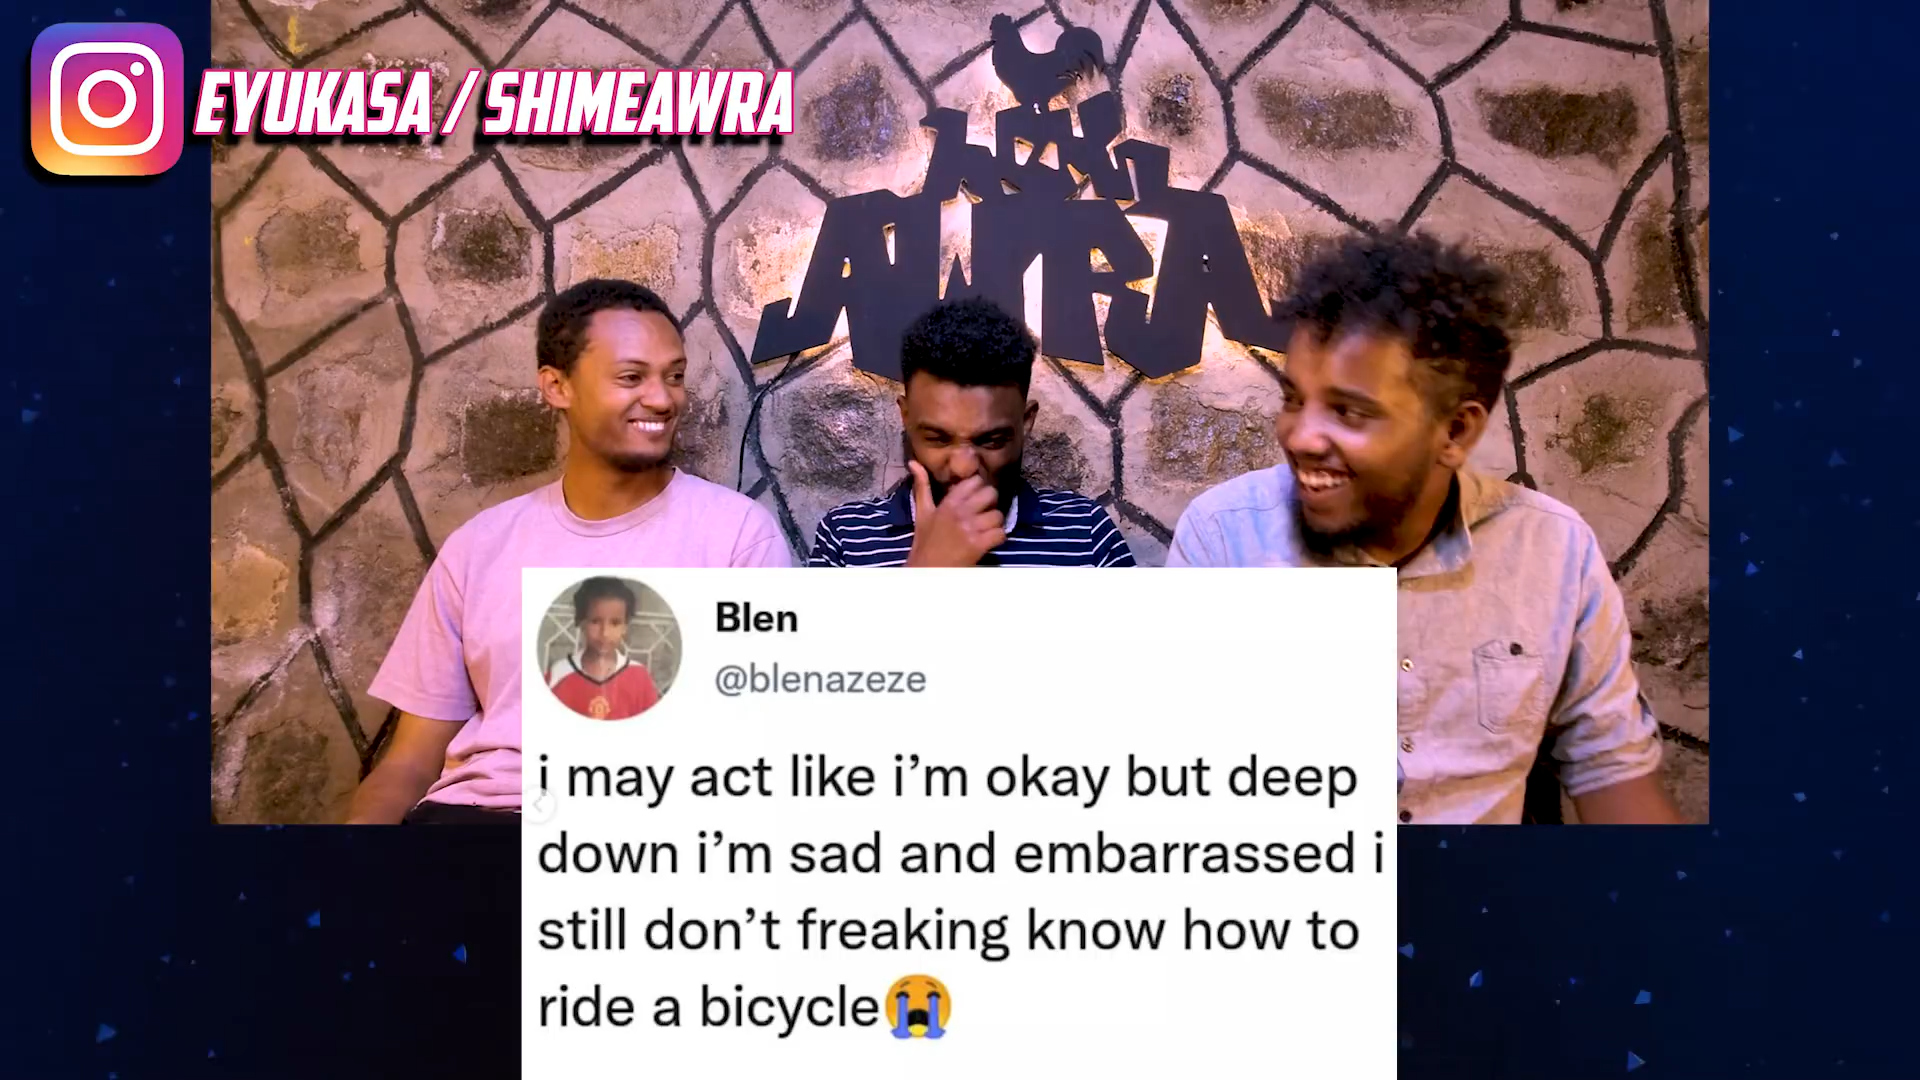 EYUKASA / SHIMEAWRA
AWRA
Blen
@blenazeze
i may act like i’m okay but deep
down i’m sad and embarrassed i
still don’t freaking know how to
ride a bicycle😭